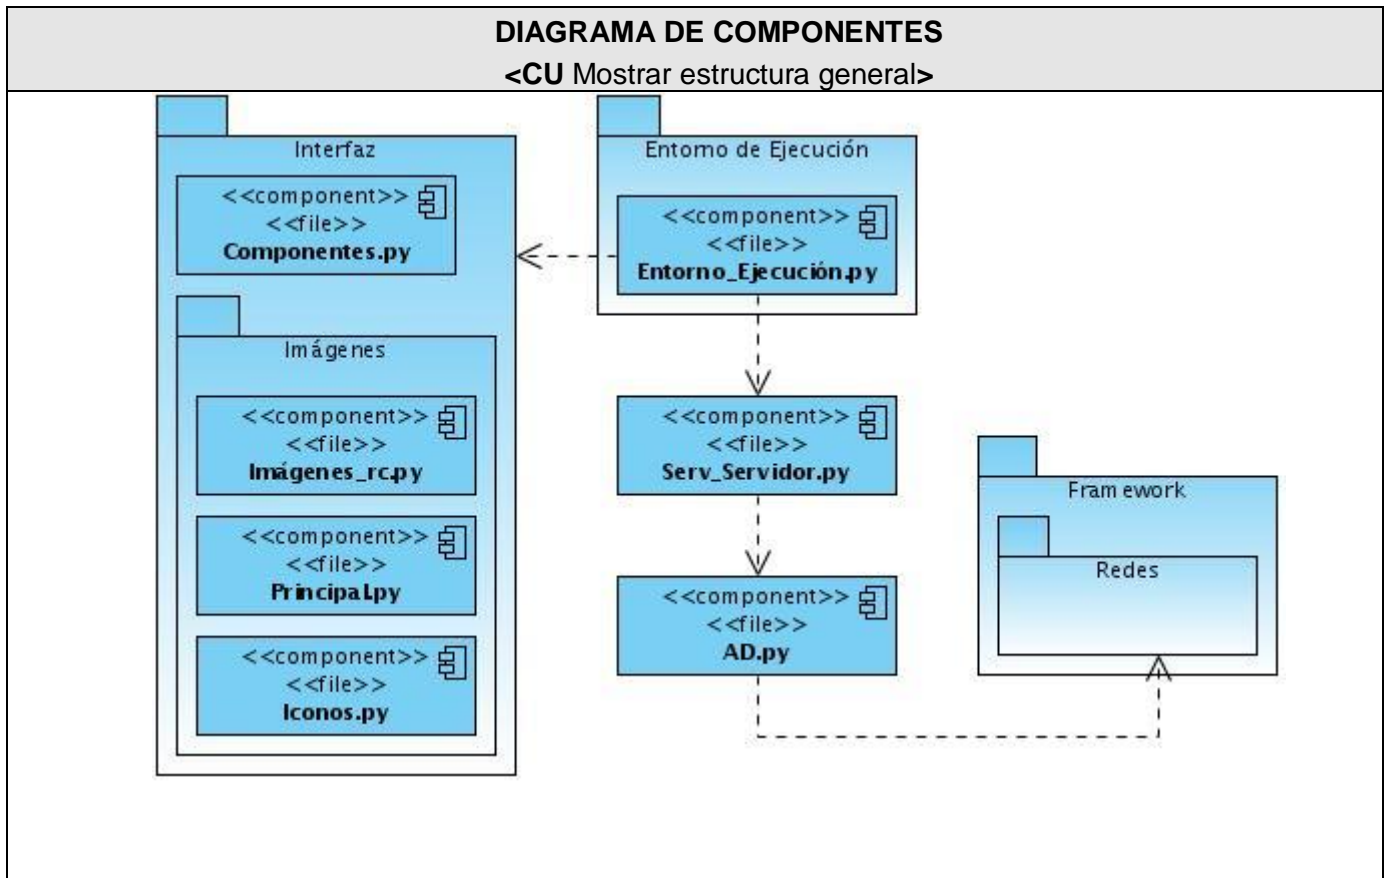 DIAGRAMA DE COMPONENTES
<CU Mostrar estructura general>
Interfaz
<<component>>
<<file>>
Componentes.py
Imágenes
<<component>>
<<file>>
Imágenes_rc.py
<<component>>
<<file>>
Principal.py
<<component>>
<<file>>
Iconos.py
Entorno de Ejecución
<<component>>
<<file>>
Entorno_Ejecución.py
<<component>>
<<file>>
Serv_Servidor.py
<<component>>
<<file>>
AD.py
Framework
Redes